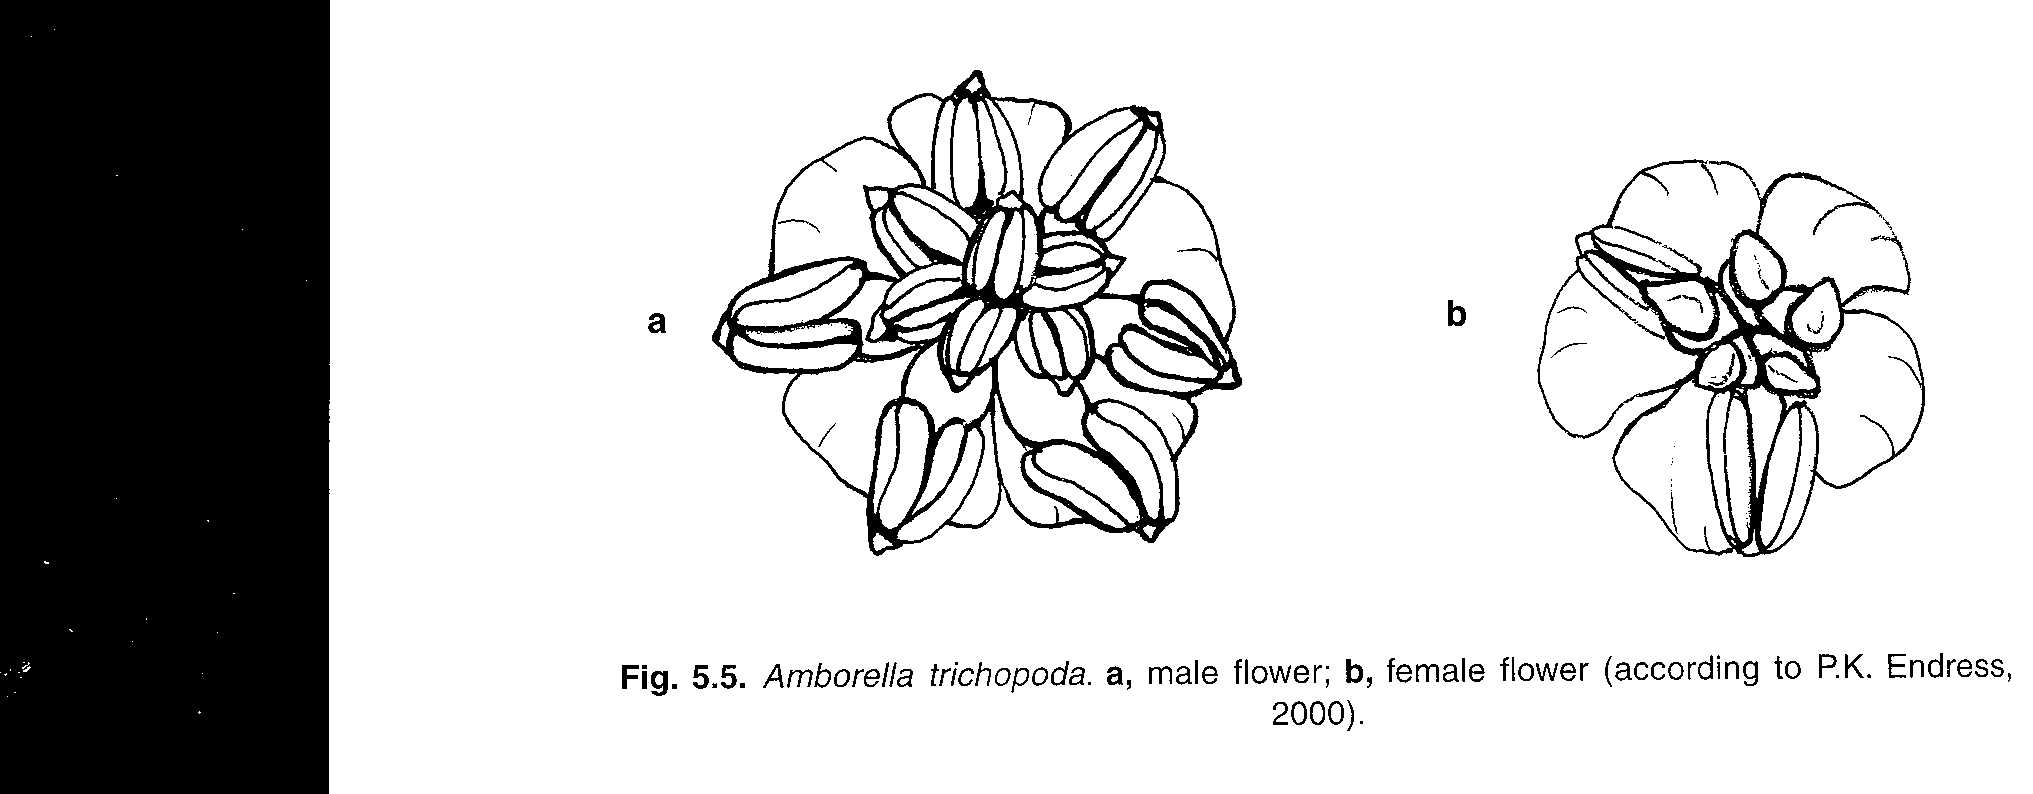 a
b
Fig. 5.5. Amborella trichopoda. a, male flower; b, female flower (according to P.K. Endress,
2000).